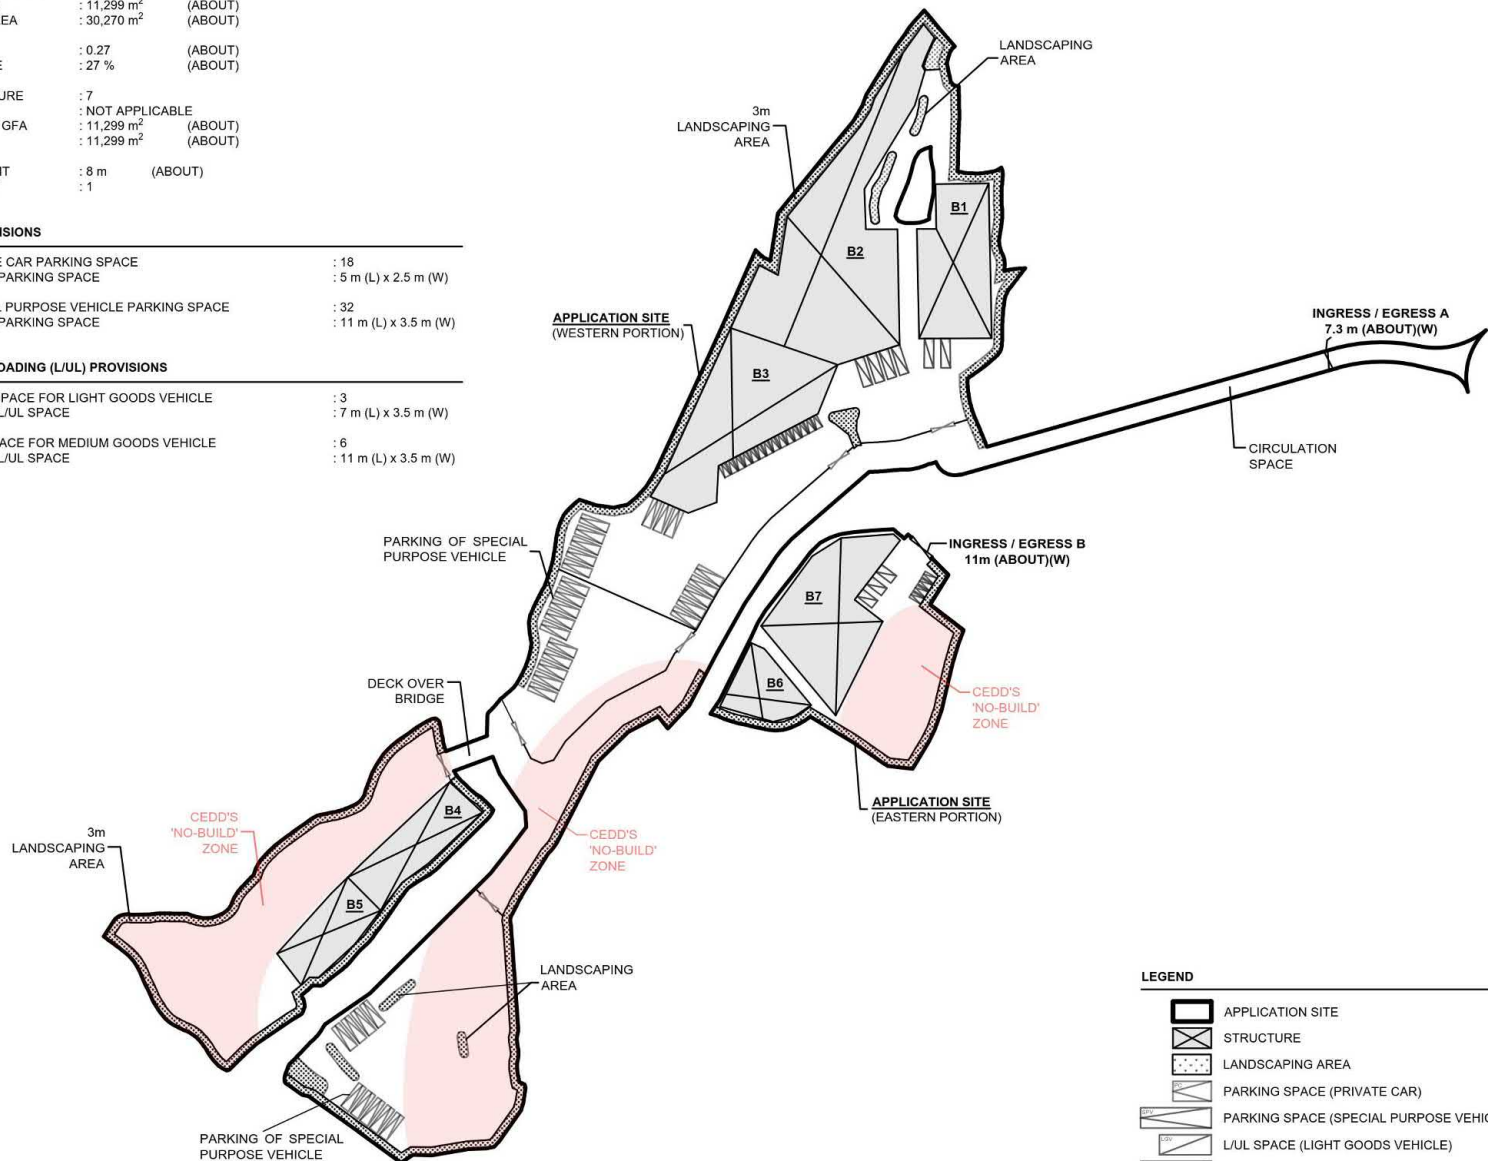 : 11,299 m² (ABOUT)
EA : 30,270 m² (ABOUT)
: 0.27 (ABOUT)
E : 27 % (ABOUT)
URE : 7
: NOT APPLICABLE
GFA : 11,299 m² (ABOUT)
: 11,299 m² (ABOUT)
HT : 8 m (ABOUT)
: 1
ISIONS
E CAR PARKING SPACE : 18
PARKING SPACE : 5 m (L) x 2.5 m (W)
L PURPOSE VEHICLE PARKING SPACE : 32
PARKING SPACE : 11 m (L) x 3.5 m (W)
OADING (L/UL) PROVISIONS
SPACE FOR LIGHT GOODS VEHICLE : 3
L/UL SPACE : 7 m (L) x 3.5 m (W)
ACE FOR MEDIUM GOODS VEHICLE : 6
L/UL SPACE : 11 m (L) x 3.5 m (W)
LANDSCAPING
AREA
3m
LANDSCAPING
AREA
B1
B2
APPLICATION SITE
(WESTERN PORTION)
B3
INGRESS / EGRESS A
7.3 m (ABOUT)(W)
CIRCULATION
SPACE
PARKING OF SPECIAL
PURPOSE VEHICLE
INGRESS / EGRESS B
11m (ABOUT)(W)
B7
B6
DECK OVER
BRIDGE
CEDD'S
'NO-BUILD'
ZONE
APPLICATION SITE
(EASTERN PORTION)
B4
CEDD'S
'NO-BUILD'
ZONE
3m
LANDSCAPING
AREA
CEDD'S
'NO-BUILD'
ZONE
B5
LANDSCAPING
AREA
PARKING OF SPECIAL
PURPOSE VEHICLE
LEGEND
APPLICATION SITE
STRUCTURE
LANDSCAPING AREA
PC
PARKING SPACE (PRIVATE CAR)
SPV
PARKING SPACE (SPECIAL PURPOSE VEHIC
LGV
L/UL SPACE (LIGHT GOODS VEHICLE)